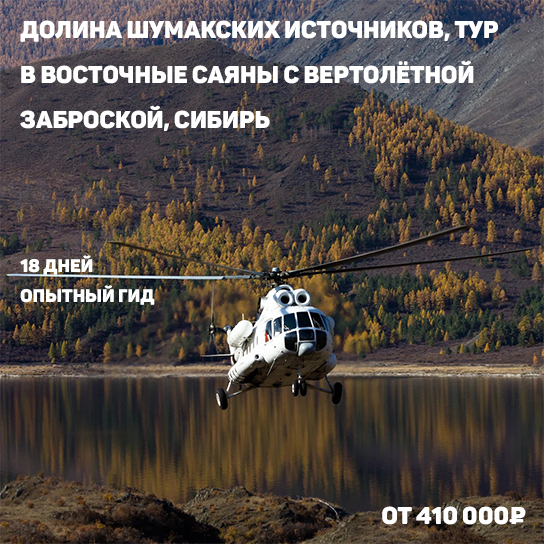 ДОЛИНА ШУМАКСКИХ ИСТОЧНИКОВ, ТУР
В ВОСТОЧНЫЕ САЯНЫ С ВЕРТОЛЁТНОЙ
ЗАБРОСКОЙ, СИБИРЬ
18 ДНЕЙ
ОПЫТНЫЙ ГИД
ОТ 410 000₽